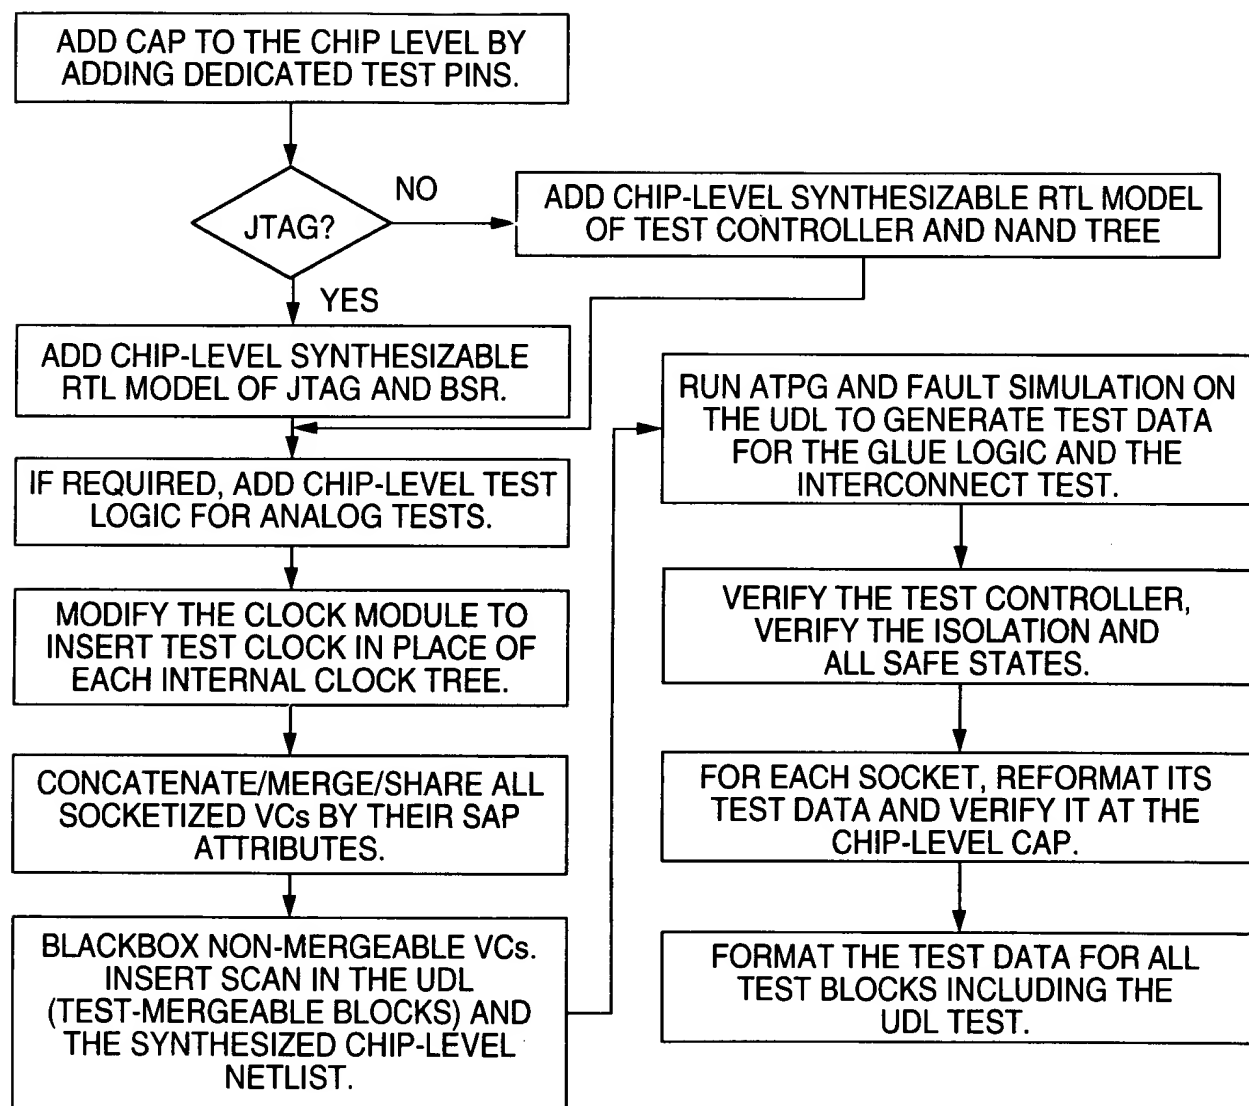 ADD CAP TO THE CHIP LEVEL BY
ADDING DEDICATED TEST PINS.
JTAG?
NO
ADD CHIP-LEVEL SYNTHESIZABLE RTL MODEL
OF TEST CONTROLLER AND NAND TREE
YES
ADD CHIP-LEVEL SYNTHESIZABLE
RTL MODEL OF JTAG AND BSR.
IF REQUIRED, ADD CHIP-LEVEL TEST
LOGIC FOR ANALOG TESTS.
MODIFY THE CLOCK MODULE TO
INSERT TEST CLOCK IN PLACE OF
EACH INTERNAL CLOCK TREE.
CONCATENATE/MERGE/SHARE ALL
SOCKETIZED VCs BY THEIR SAP
ATTRIBUTES.
BLACKBOX NON-MERGEABLE VCs.
INSERT SCAN IN THE UDL
(TEST-MERGEABLE BLOCKS) AND
THE SYNTHESIZED CHIP-LEVEL
NETLIST.
RUN ATPG AND FAULT SIMULATION ON
THE UDL TO GENERATE TEST DATA
FOR THE GLUE LOGIC AND THE
INTERCONNECT TEST.
VERIFY THE TEST CONTROLLER,
VERIFY THE ISOLATION AND
ALL SAFE STATES.
FOR EACH SOCKET, REFORMAT ITS
TEST DATA AND VERIFY IT AT THE
CHIP-LEVEL CAP.
FORMAT THE TEST DATA FOR ALL
TEST BLOCKS INCLUDING THE
UDL TEST.